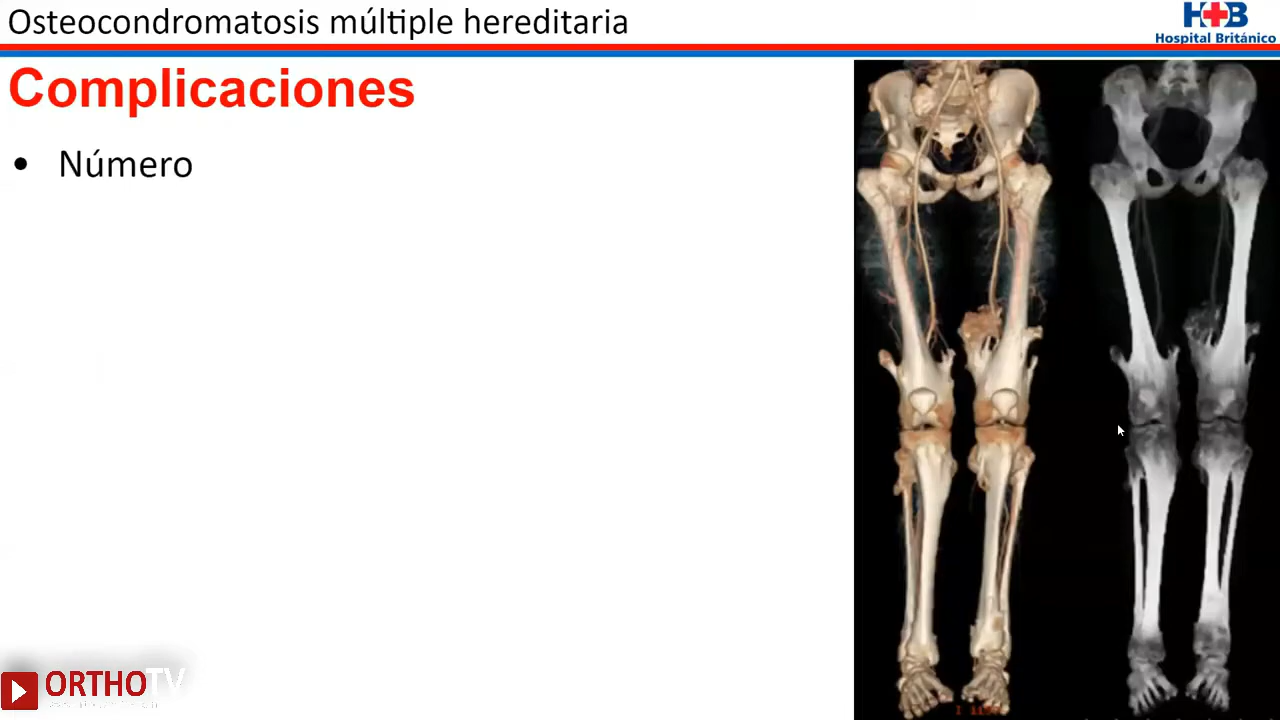 Osteocondromatosis múltiple hereditaria
HB
Hospital Británico
Complicaciones
• Número
ORTHOTV